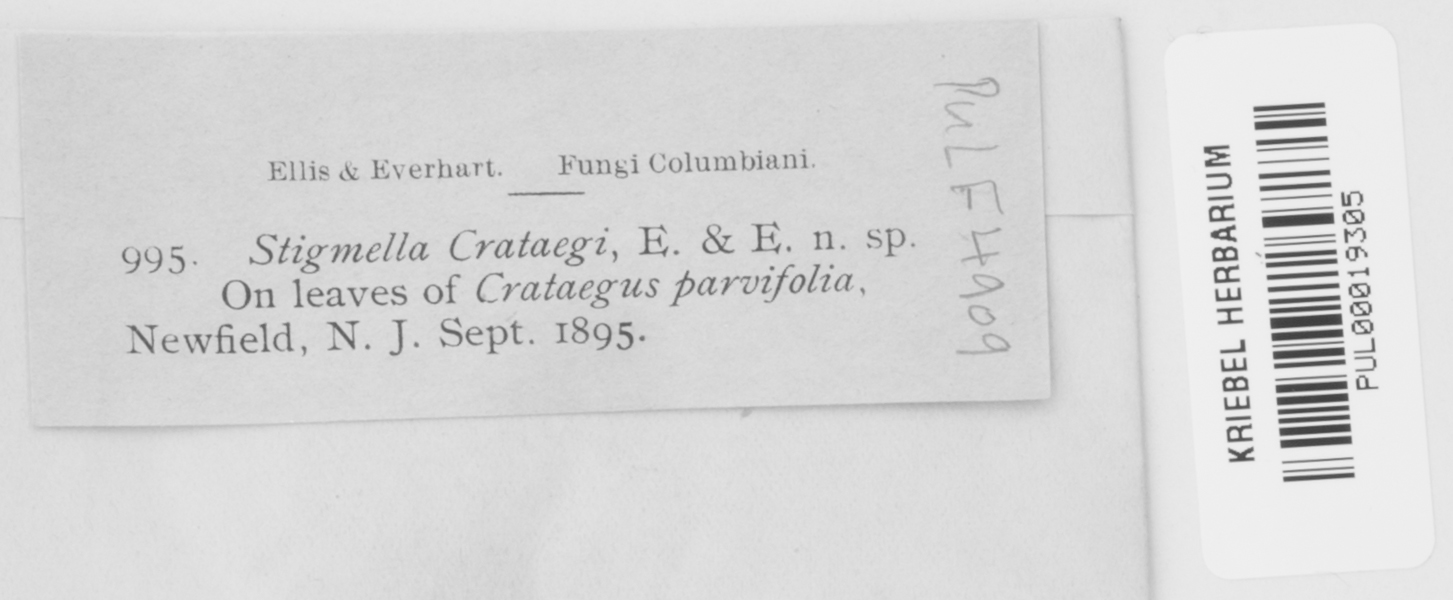 Ellis & Everhart. Fungi Columbiani.
995. Stigmella Crataegi, E. & E. n. sp.
On leaves of Crataegus parvifolia,
Newfield, N. J. Sept. 1895.
PUL F4909
KRIEBEL HERBARIUM
PUL00019305